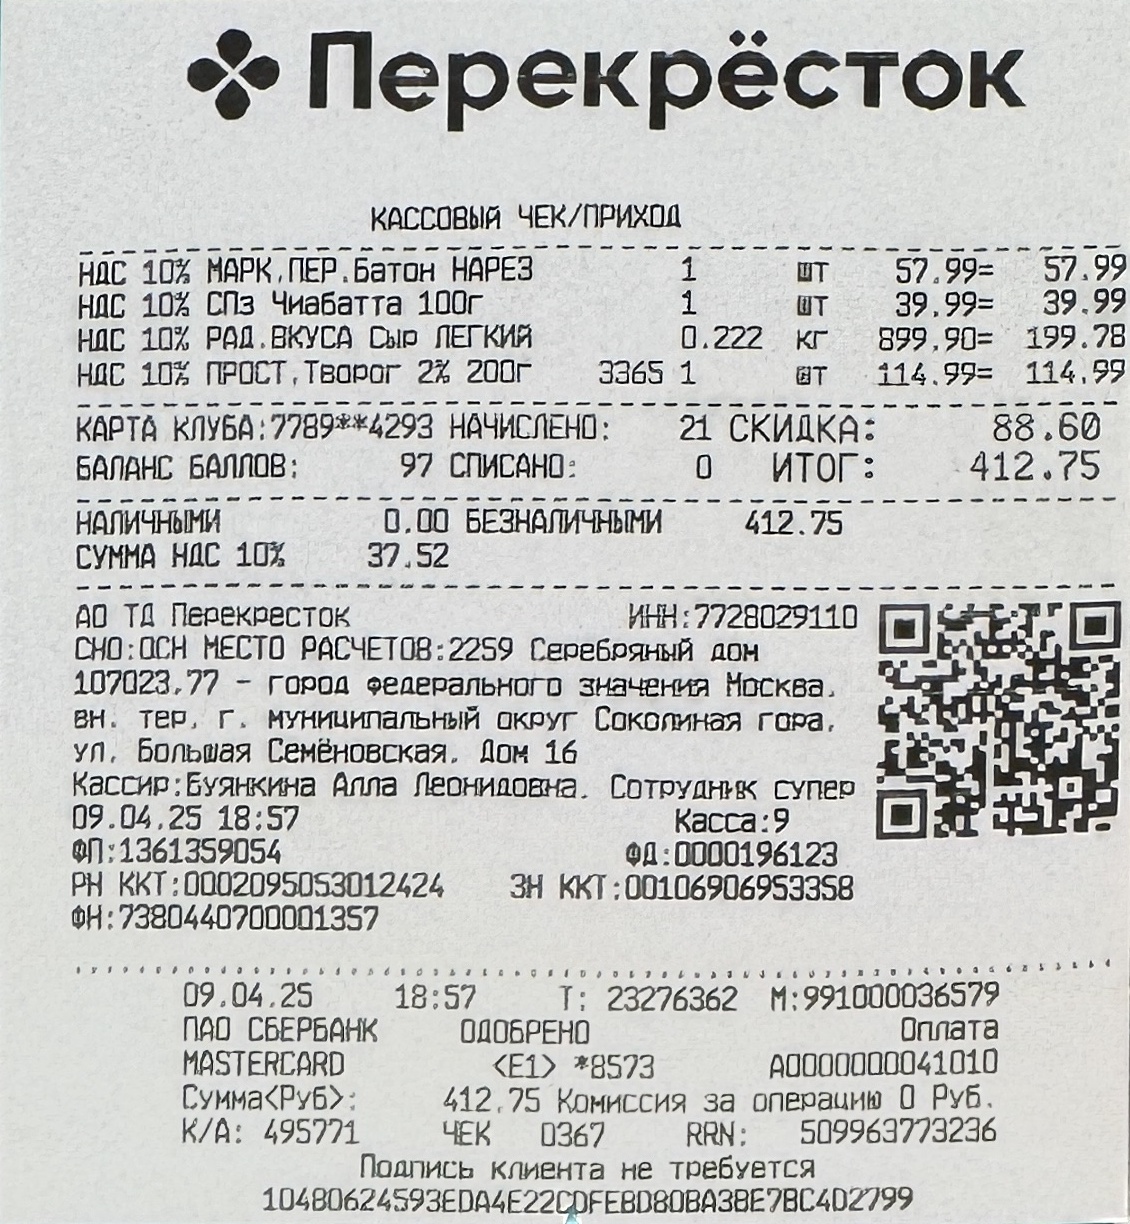 Перекрёсток
КАССОВЫЙ ЧЕК/ПРИХОД
НДС 10% МАРК.ПЕР.Батон НАРЕЗ 1 шт 57.99= 57.99
НДС 10% СПз Чиабатта 100г 1 шт 39.99= 39.99
НДС 10% РАД.ВКУСА Сыр ЛЕГКИЙ 0.222 кг 899.90= 199.78
НДС 10% ПРОСТ.Творог 2% 200г 3365 1 шт 114.99= 114.99
КАРТА КЛУБА:7789**4293 НАЧИСЛЕНО: 21 СКИДКА: 88.60
БАЛАНС БАЛЛОВ: 97 СПИСАНО: 0 ИТОГ: 412.75
НАЛИЧНЫМИ 0.00 БЕЗНАЛИЧНЫМИ 412.75
СУММА НДС 10% 37.52
АО ТД Перекресток ИНН:7728029110
СНО:ОСН МЕСТО РАСЧЕТОВ:2259 Серебряный дом
107023,77 - город федерального значения Москва,
вн. тер. г. муниципальный округ Соколиная гора,
ул. Большая Семёновская, Дом 16
Кассир:Буянкина Алла Леонидовна, Сотрудник супер
09.04.25 18:57 Касса:9
ФП:1361359054 ФД:0000196123
РН ККТ:0002095053012424 ЗН ККТ:00106906953358
ФН:7380440700001357
09.04.25 18:57 Т: 23276362 М:991000036579
ПАО СБЕРБАНК ОДОБРЕНО Оплата
MASTERCARD <E1> *8573 A0000000041010
Сумма<Руб>: 412.75 Комиссия за операцию 0 Руб.
К/А: 495771 ЧЕК 0367 RRN: 509963773236
Подпись клиента не требуется
10480624593EDA4E22CDFEBD80BA3BE7BC4D2799